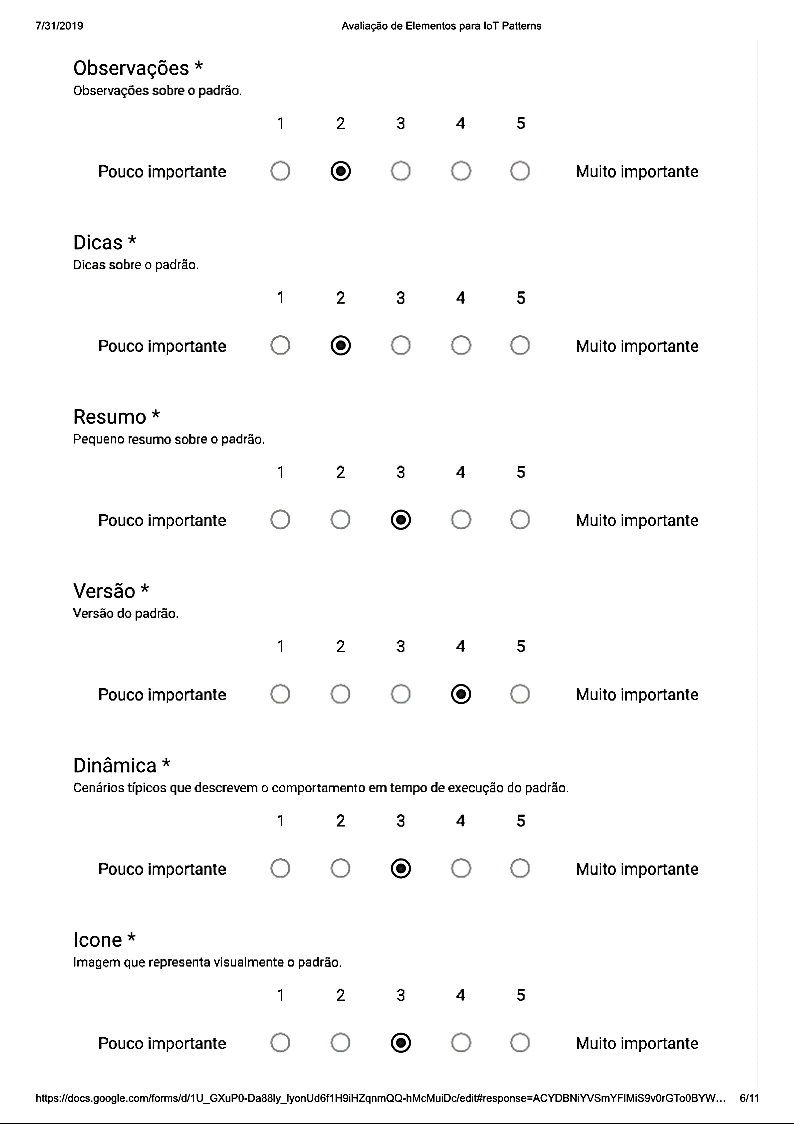 7/31/2019 Avaliação de Elementos para IoT Patterns
Observações *
Observações sobre o padrão.
1 2 3 4 5
Pouco importante Muito importante
Dicas *
Dicas sobre o padrão.
1 2 3 4 5
Pouco importante Muito importante
Resumo *
Pequeno resumo sobre o padrão.
1 2 3 4 5
Pouco importante Muito importante
Versão *
Versão do padrão.
1 2 3 4 5
Pouco importante Muito importante
Dinâmica *
Cenários típicos que descrevem o comportamento em tempo de execução do padrão.
1 2 3 4 5
Pouco importante Muito importante
Icone *
Imagem que representa visualmente o padrão.
1 2 3 4 5
Pouco importante Muito importante
https://docs.google.com/forms/d/1U_GXuP0-Da88ly_lyonUd6f1H9iHZqnmQQ-hMcMuiDc/edit#response=ACYDBNiYVSmYFlMiS9v0rGTo0BYW... 6/11